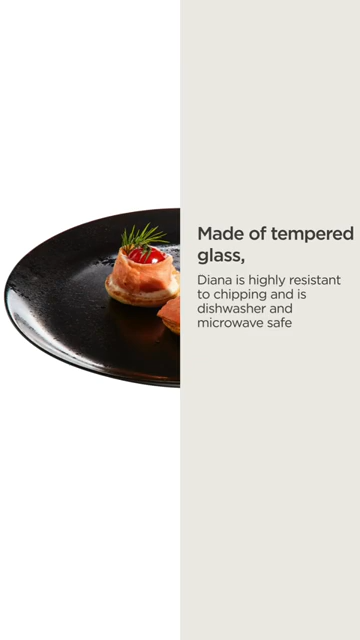 Made of tempered
glass,
Diana is highly resistant
to chipping and is
dishwasher and
microwave safe